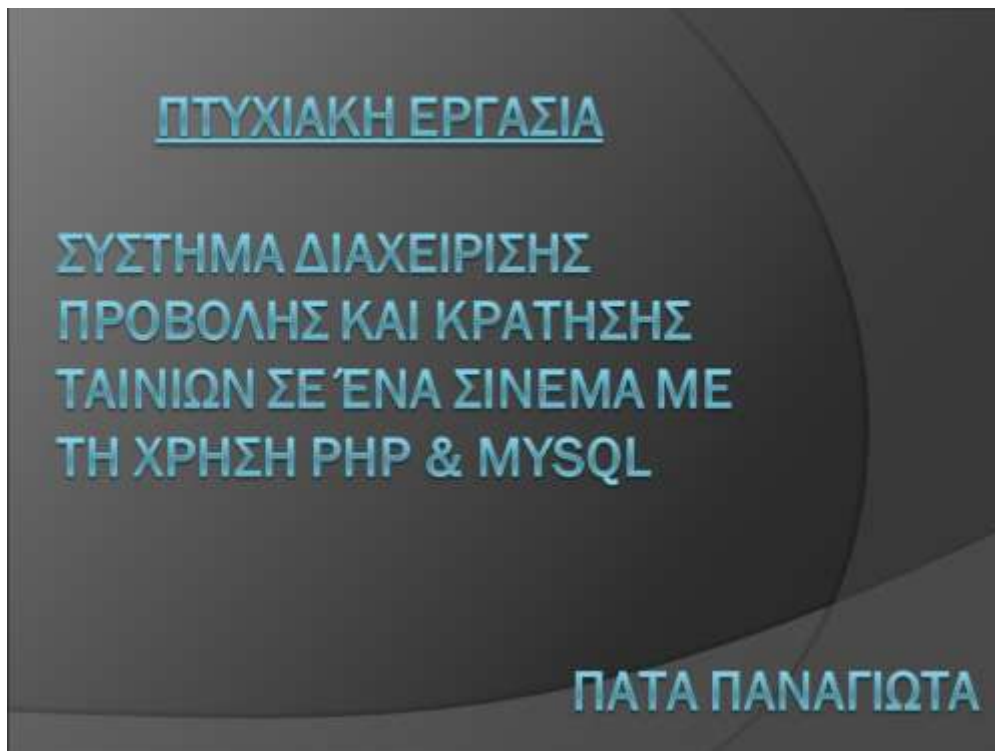 ΠΤΥΧΙΑΚΗ ΕΡΓΑΣΙΑ
ΣΥΣΤΗΜΑ ΔΙΑΧΕΙΡΙΣΗΣ
ΠΡΟΒΟΛΗΣ ΚΑΙ ΚΡΑΤΗΣΗΣ
ΤΑΙΝΙΩΝ ΣΕ ΈΝΑ ΣΙΝΕΜΑ ΜΕ
ΤΗ ΧΡΗΣΗ PHP & MYSQL
ΠΑΤΑ ΠΑΝΑΓΙΩΤΑ